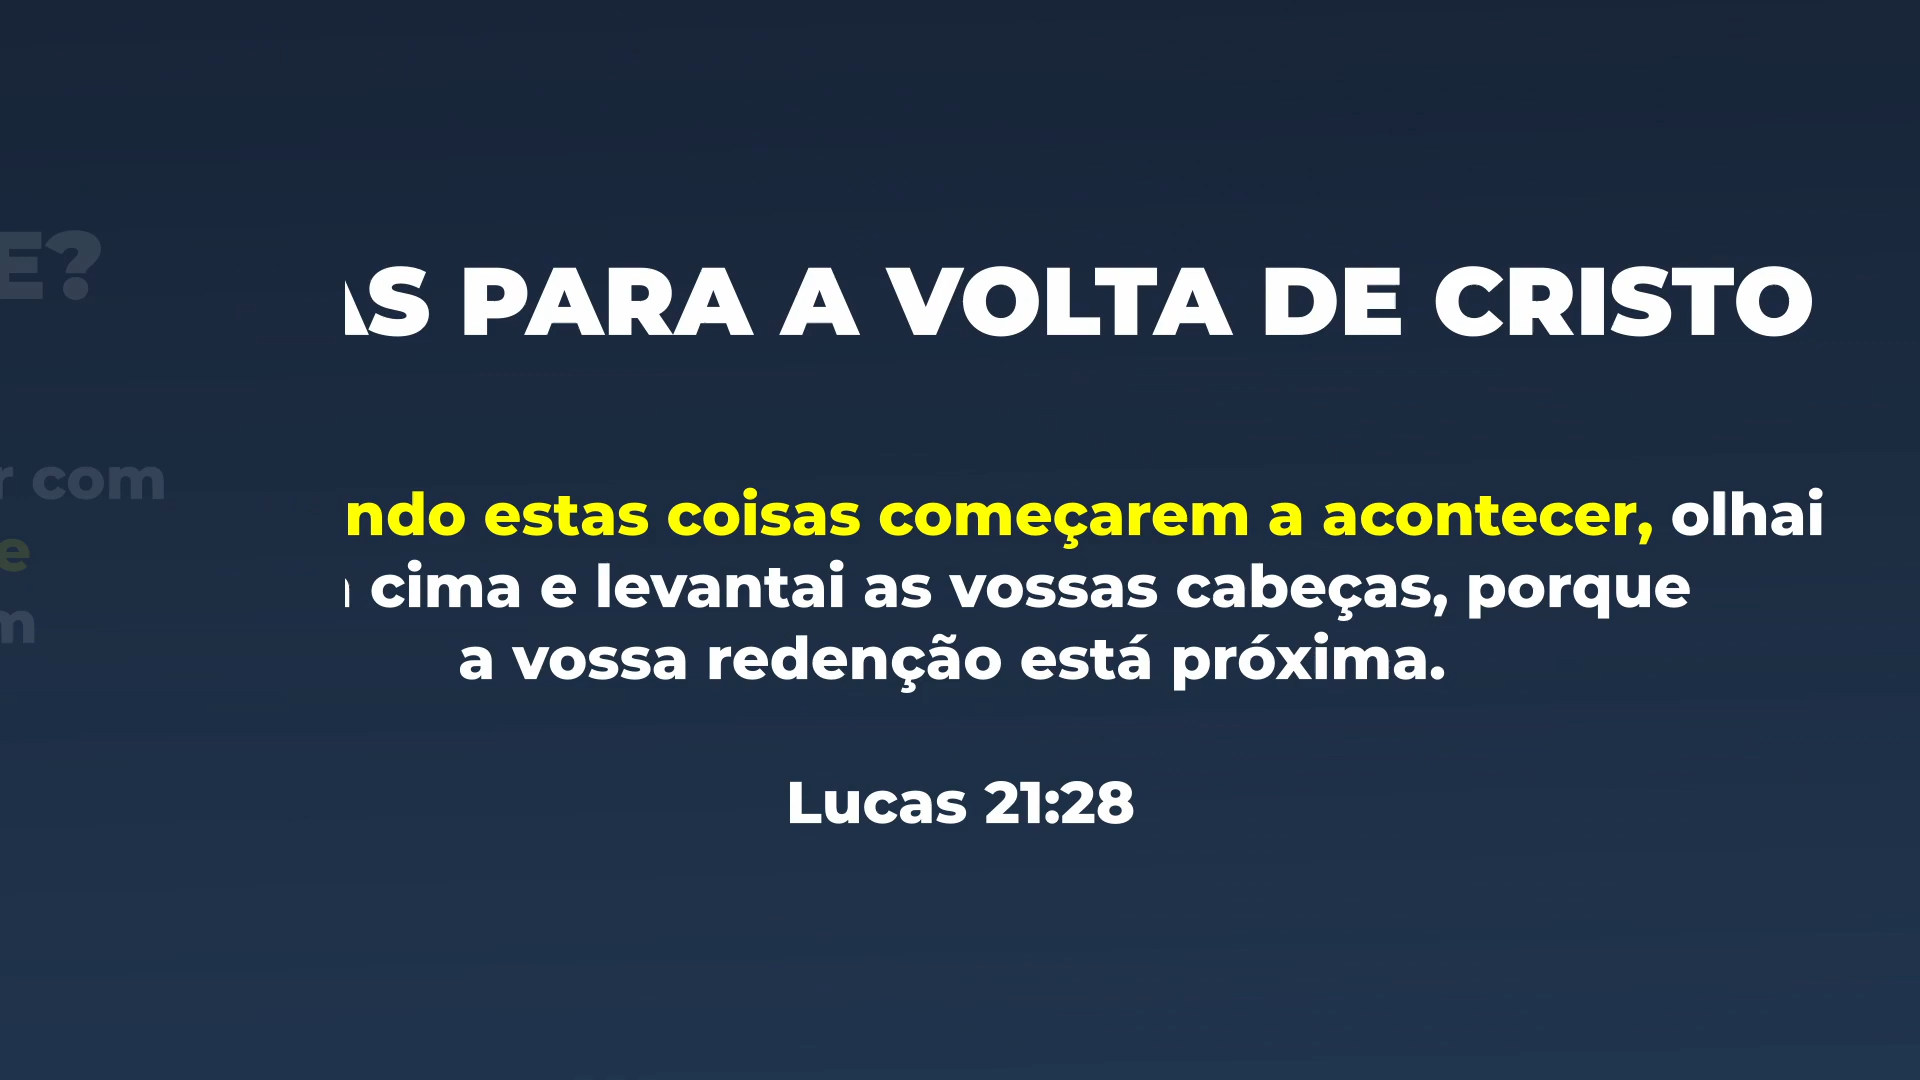 E?
AS PARA A VOLTA DE CRISTO
r com
ndo estas coisas começarem a acontecer, olhai
e
cima e levantai as vossas cabeças, porque
m
a vossa redenção está próxima.
Lucas 21:28